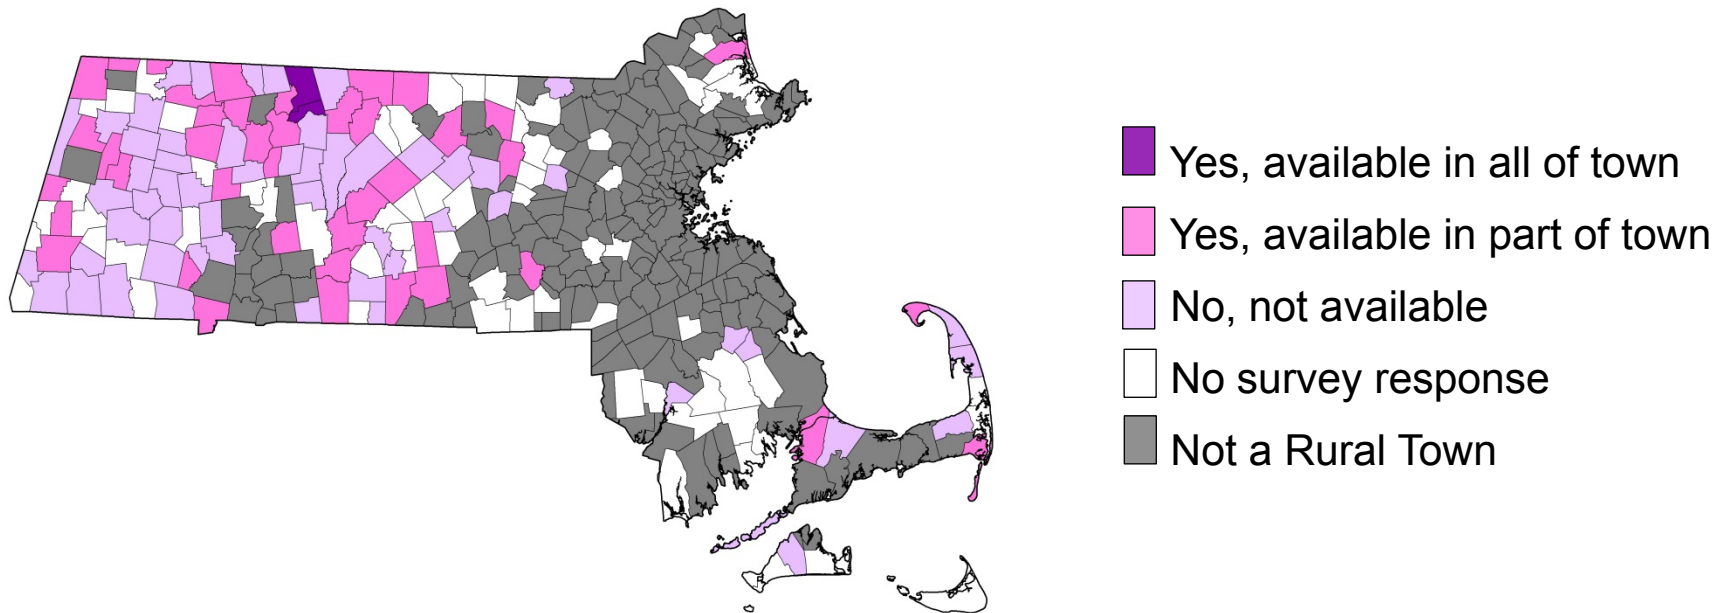 Yes, available in all of town
Yes, available in part of town
No, not available
No survey response
Not a Rural Town